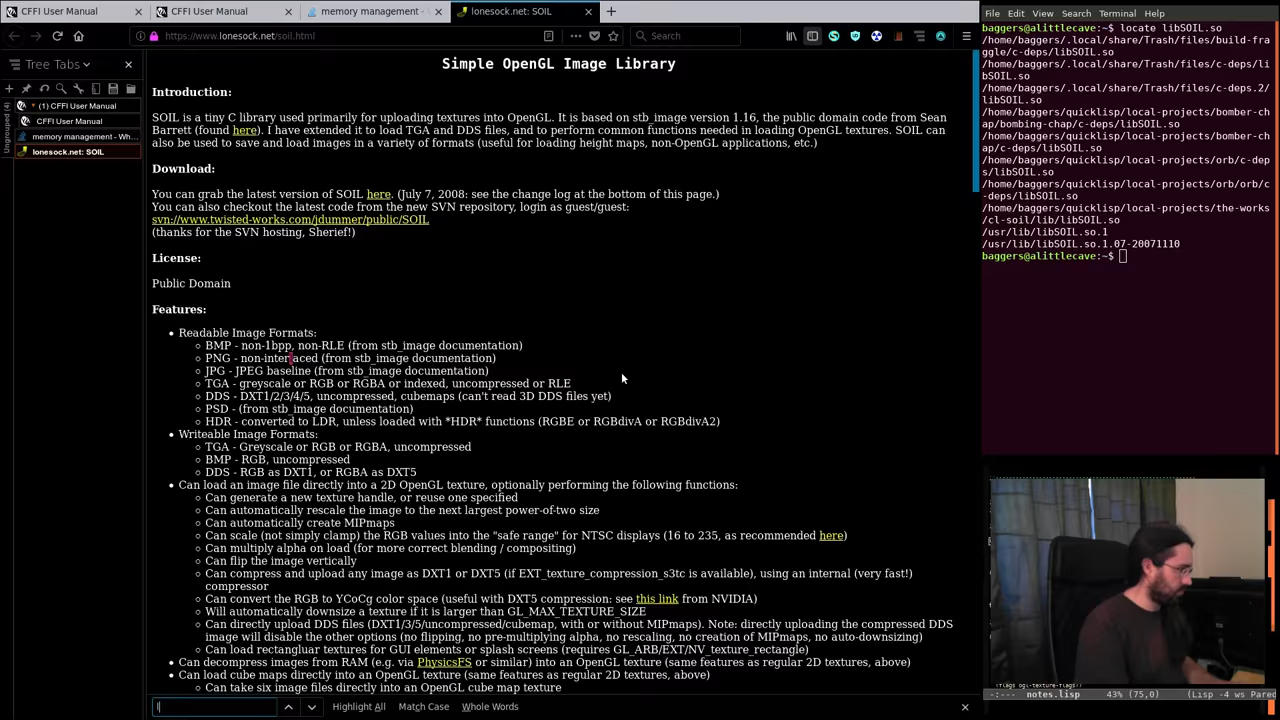 CFFI User Manual
CFFI User Manual
memory management -
lonesock.net: SOIL
https://www.lonesock.net/soil.html
Search
Tree Tabs
(1) CFFI User Manual
CFFI User Manual
memory management - Wh...
lonesock.net: SOIL
Ungrouped (4)
Simple OpenGL Image Library
Introduction:
SOIL is a tiny C library used primarily for uploading textures into OpenGL. It is based on stb_image version 1.16, the public domain code from Sean
Barrett (found here). I have extended it to load TGA and DDS files, and to perform common functions needed in loading OpenGL textures. SOIL can
also be used to save and load images in a variety of formats (useful for loading height maps, non-OpenGL applications, etc.)
Download:
You can grab the latest version of SOIL here. (July 7, 2008: see the change log at the bottom of this page.)
You can also checkout the latest code from the new SVN repository, login as guest/guest:
svn://www.twisted-works.com/jdummer/public/SOIL
(thanks for the SVN hosting, Sherief!)
License:
Public Domain
Features:
Readable Image Formats:
BMP - non-1bpp, non-RLE (from stb_image documentation)
PNG - non-interlaced (from stb_image documentation)
JPG - JPEG baseline (from stb_image documentation)
TGA - greyscale or RGB or RGBA or indexed, uncompressed or RLE
DDS - DXT1/2/3/4/5, uncompressed, cubemaps (can't read 3D DDS files yet)
PSD - (from stb_image documentation)
HDR - converted to LDR, unless loaded with *HDR* functions (RGBE or RGBdivA or RGBdivA2)
Writeable Image Formats:
TGA - Greyscale or RGB or RGBA, uncompressed
BMP - RGB, uncompressed
DDS - RGB as DXT1, or RGBA as DXT5
Can load an image file directly into a 2D OpenGL texture, optionally performing the following functions:
Can generate a new texture handle, or reuse one specified
Can automatically rescale the image to the next largest power-of-two size
Can automatically create MIPmaps
Can scale (not simply clamp) the RGB values into the "safe range" for NTSC displays (16 to 235, as recommended here)
Can multiply alpha on load (for more correct blending / compositing)
Can flip the image vertically
Can compress and upload any image as DXT1 or DXT5 (if EXT_texture_compression_s3tc is available), using an internal (very fast!)
compressor
Can convert the RGB to YCoCg color space (useful with DXT5 compression: see this link from NVIDIA)
Will automatically downsize a texture if it is larger than GL_MAX_TEXTURE_SIZE
Can directly upload DDS files (DXT1/3/5/uncompressed/cubemap, with or without MIPmaps). Note: directly uploading the compressed DDS
image will disable the other options (no flipping, no pre-multiplying alpha, no rescaling, no creation of MIPmaps, no auto-downsizing)
Can load rectangluar textures for GUI elements or splash screens (requires GL_ARB/EXT/NV_texture_rectangle)
Can decompress images from RAM (e.g. via PhysicsFS or similar) into an OpenGL texture (same features as regular 2D textures, above)
Can load cube maps directly into an OpenGL texture (same features as regular 2D textures, above)
Can take six image files directly into an OpenGL cube map texture
l
Highlight All
Match Case
Whole Words
File Edit View Search Terminal Help
baggers@alittlecave:~$ locate libSOIL.so
/home/baggers/.local/share/Trash/files/build-fra
ggle/c-deps/libSOIL.so
/home/baggers/.local/share/Trash/files/c-deps/li
bSOIL.so
/home/baggers/.local/share/Trash/files/c-deps.2/
libSOIL.so
/home/baggers/quicklisp/local-projects/bomber-ch
ap/bombing-chap/c-deps/libSOIL.so
/home/baggers/quicklisp/local-projects/bomber-ch
ap/c-deps/libSOIL.so
/home/baggers/quicklisp/local-projects/orb/c-dep
s/libSOIL.so
/home/baggers/quicklisp/local-projects/orb/orb/c
-deps/libSOIL.so
/home/baggers/quicklisp/local-projects/the-works
/cl-soil/lib/libSOIL.so
/usr/lib/libSOIL.so.1
/usr/lib/libSOIL.so.1.07-20071110
baggers@alittlecave:~$
(flags ogl-texture-flags))
-:--- notes.lisp 43% (75,0) (Lisp -4 ws Pared